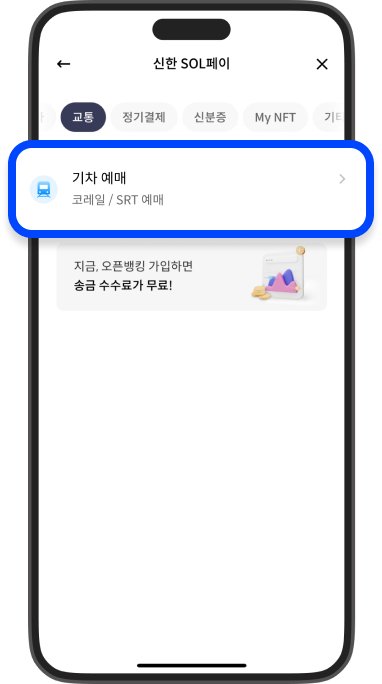 신한 SOL페이
교통
정기결제
신분증
My NFT
기차 예매
코레일 / SRT 예매
지금, 오픈뱅킹 가입하면
송금 수수료가 무료!